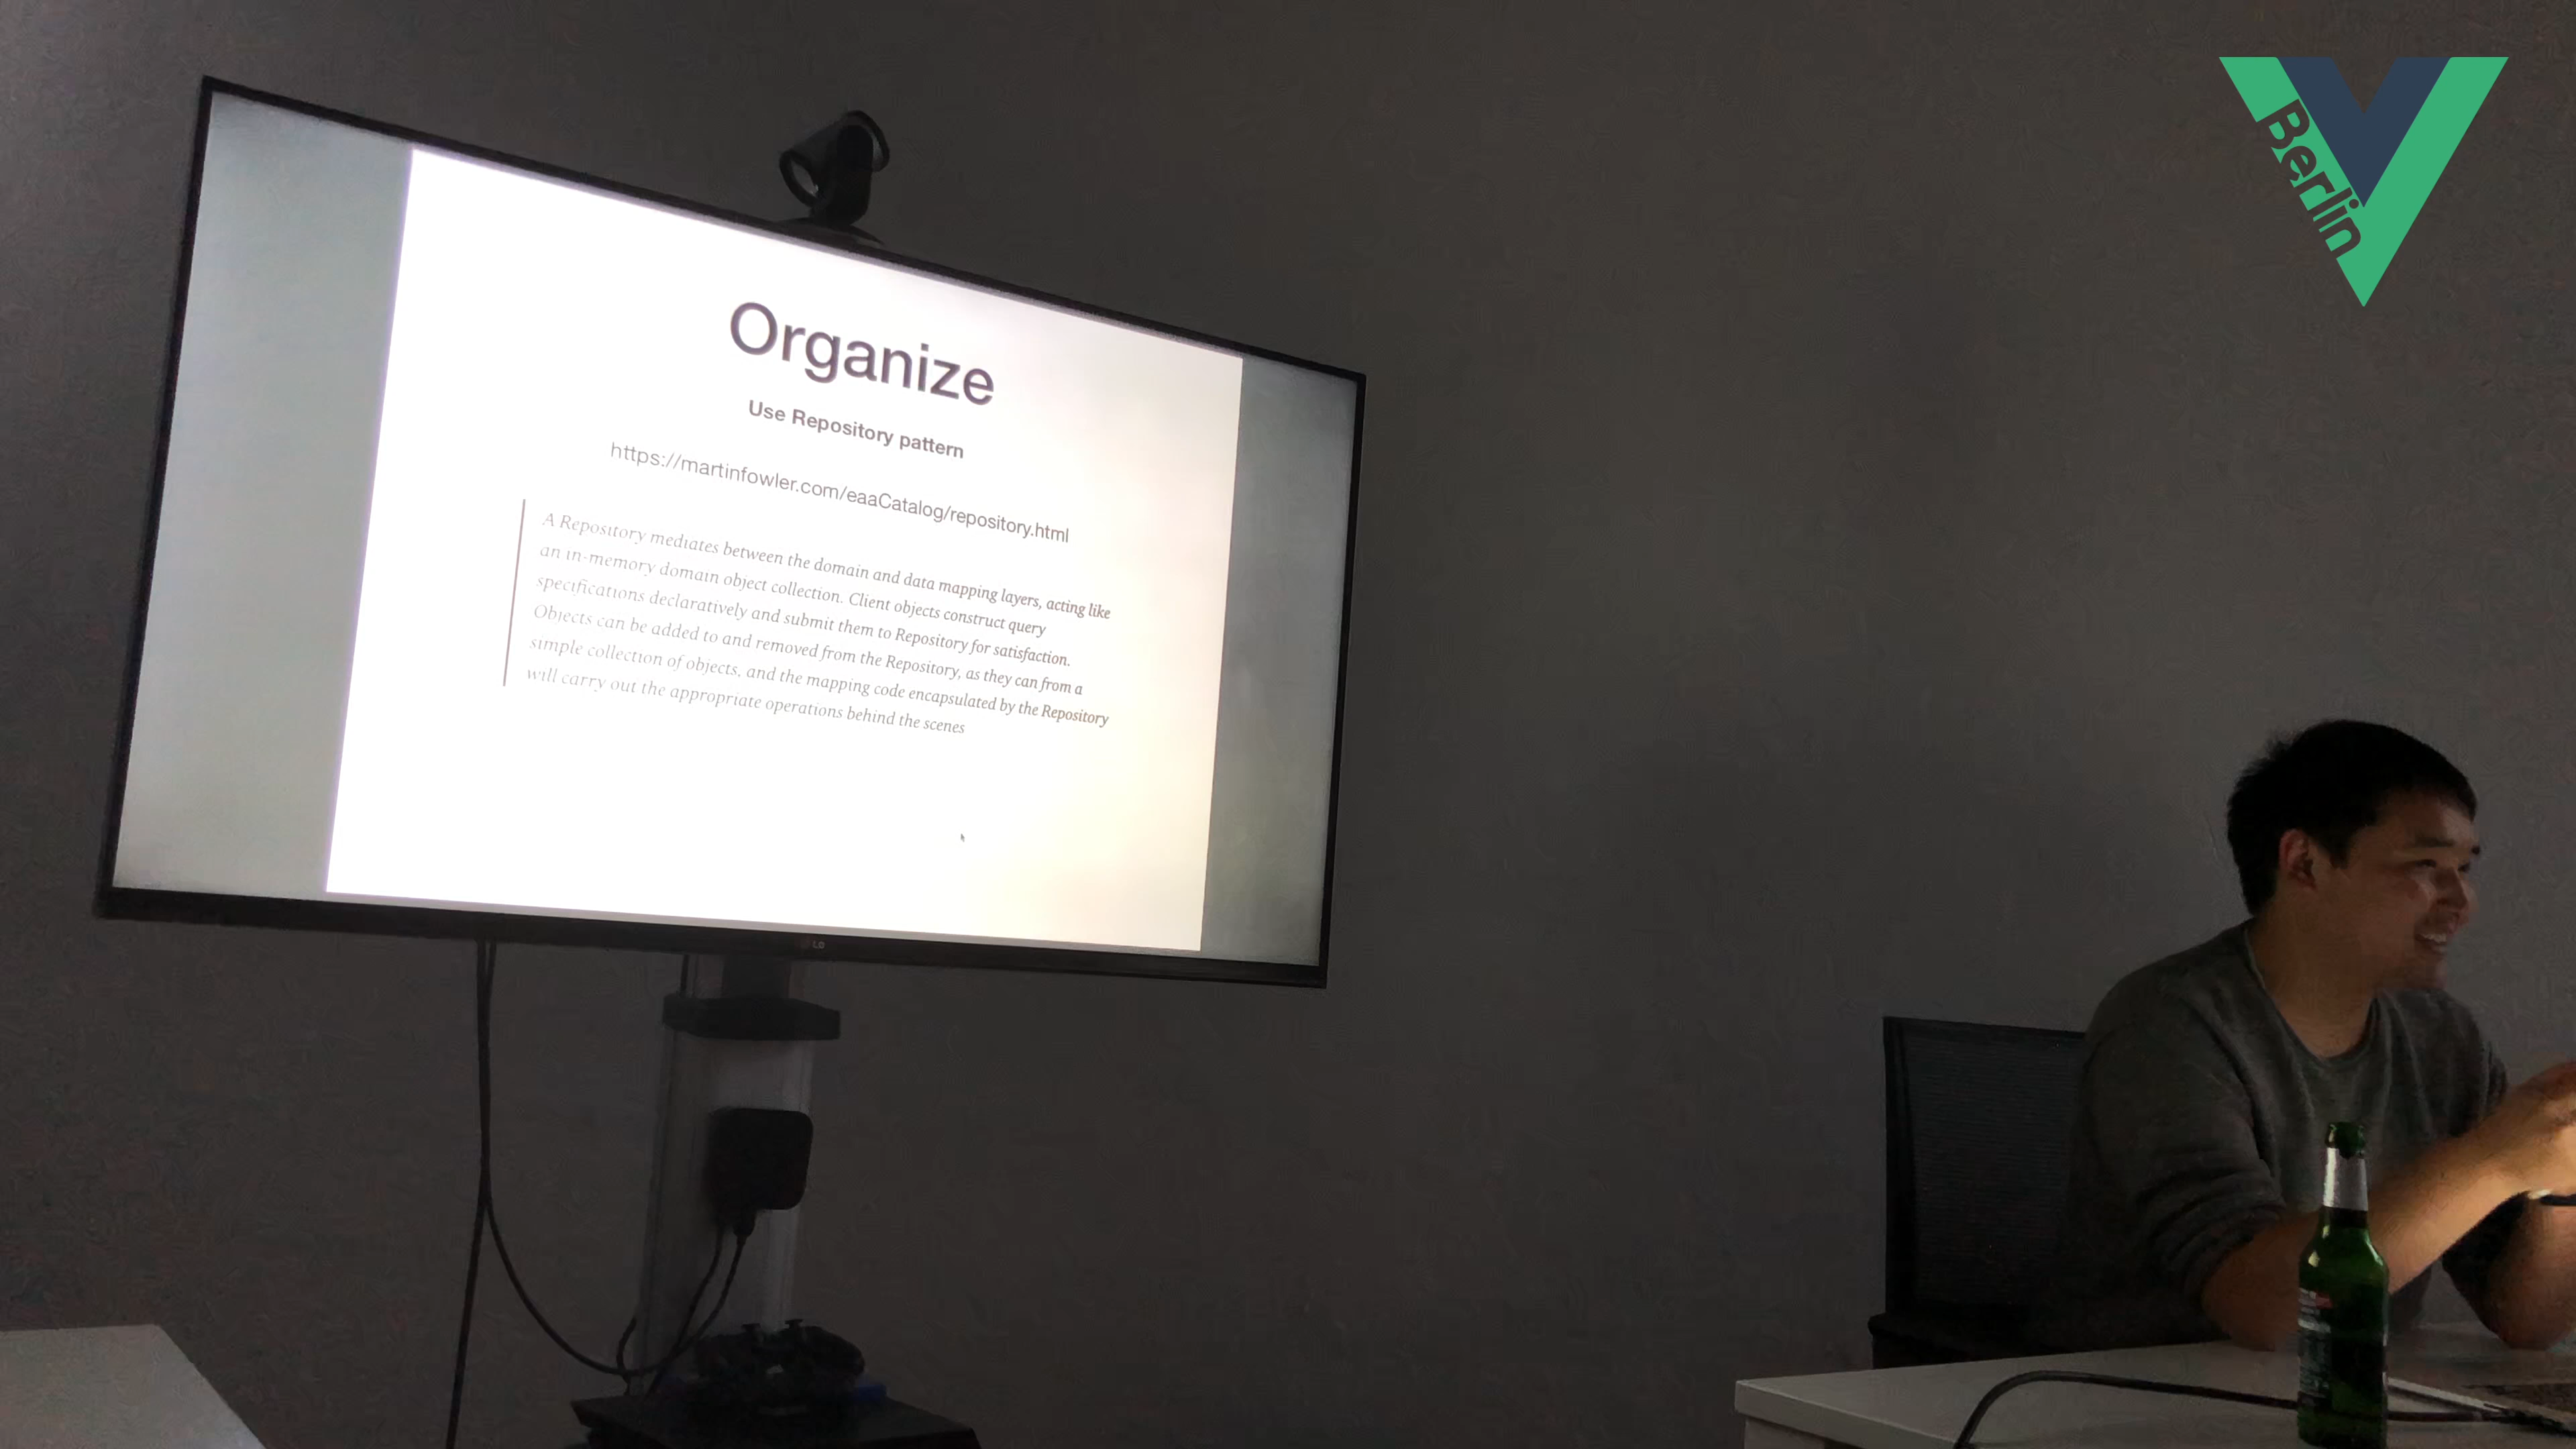 Organize
Use Repository pattern
https://martinfowler.com/eaaCatalog/repository.html
A Repository mediates between the domain and data mapping layers, acting like
an in-memory domain object collection. Client objects construct query
specifications declaratively and submit them to Repository for satisfaction.
Objects can be added to and removed from the Repository, as they can from a
simple collection of objects, and the mapping code encapsulated by the Repository
will carry out the appropriate operations behind the scenes
LG
Berlin